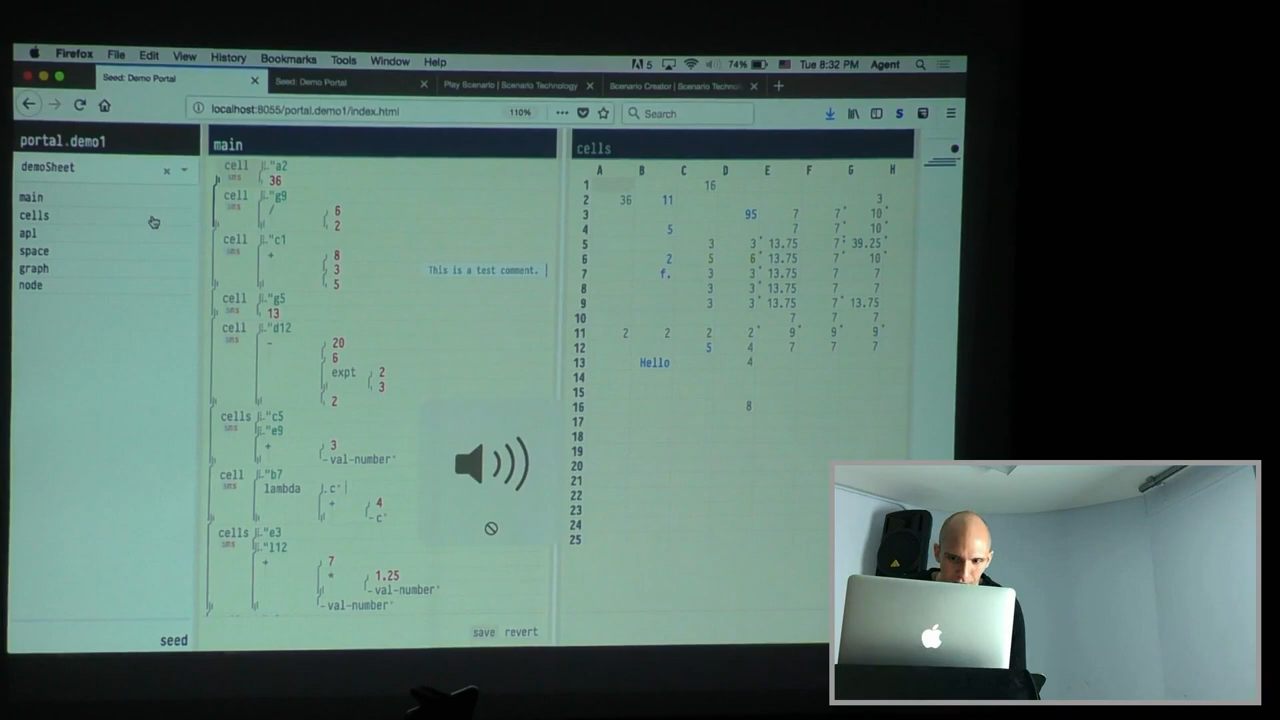 Firefox File Edit View History Bookmarks Tools Window Help 5 74% Tue 8:32 PM Agent
Seed: Demo Portal Seed: Demo Portal Play Scenario | Scenario Technology Scenario Creator | Scenario Techno
localhost:8055/portal.demo1/index.html 110% Search
portal.demo1
demoSheet
main
cells
apl
space
graph
node
seed
main
cell "a2
36
cell "g9
/ 6
2
cell "c1
+ 8
3 This is a test comment.
5
cell "g5
13
cell "d12
- 20
6
expt 2
3
2
cells "c5
"e9
+ 3
val-number
cell "b7
lambda c
+ 4
c
cells "e3
"l12
+ 7
* 1.25
val-number
val-number
save revert
cells
A B C D E F G H
1 16
2 36 11 3
3 95 7 7 10
4 5 7 7 10
5 3 3 13.75 7 39.25
6 2 5 6 13.75 7 10
7 f. 3 3 13.75 7 7
8 3 3 13.75 7 7
9 3 3 13.75 7 13.75
10 7 7 7
11 2 2 2 2 9 9 9
12 5 4 7 7 7
13 Hello 4
14
15
16 8
17
18
19
20
21
22
23
24
25